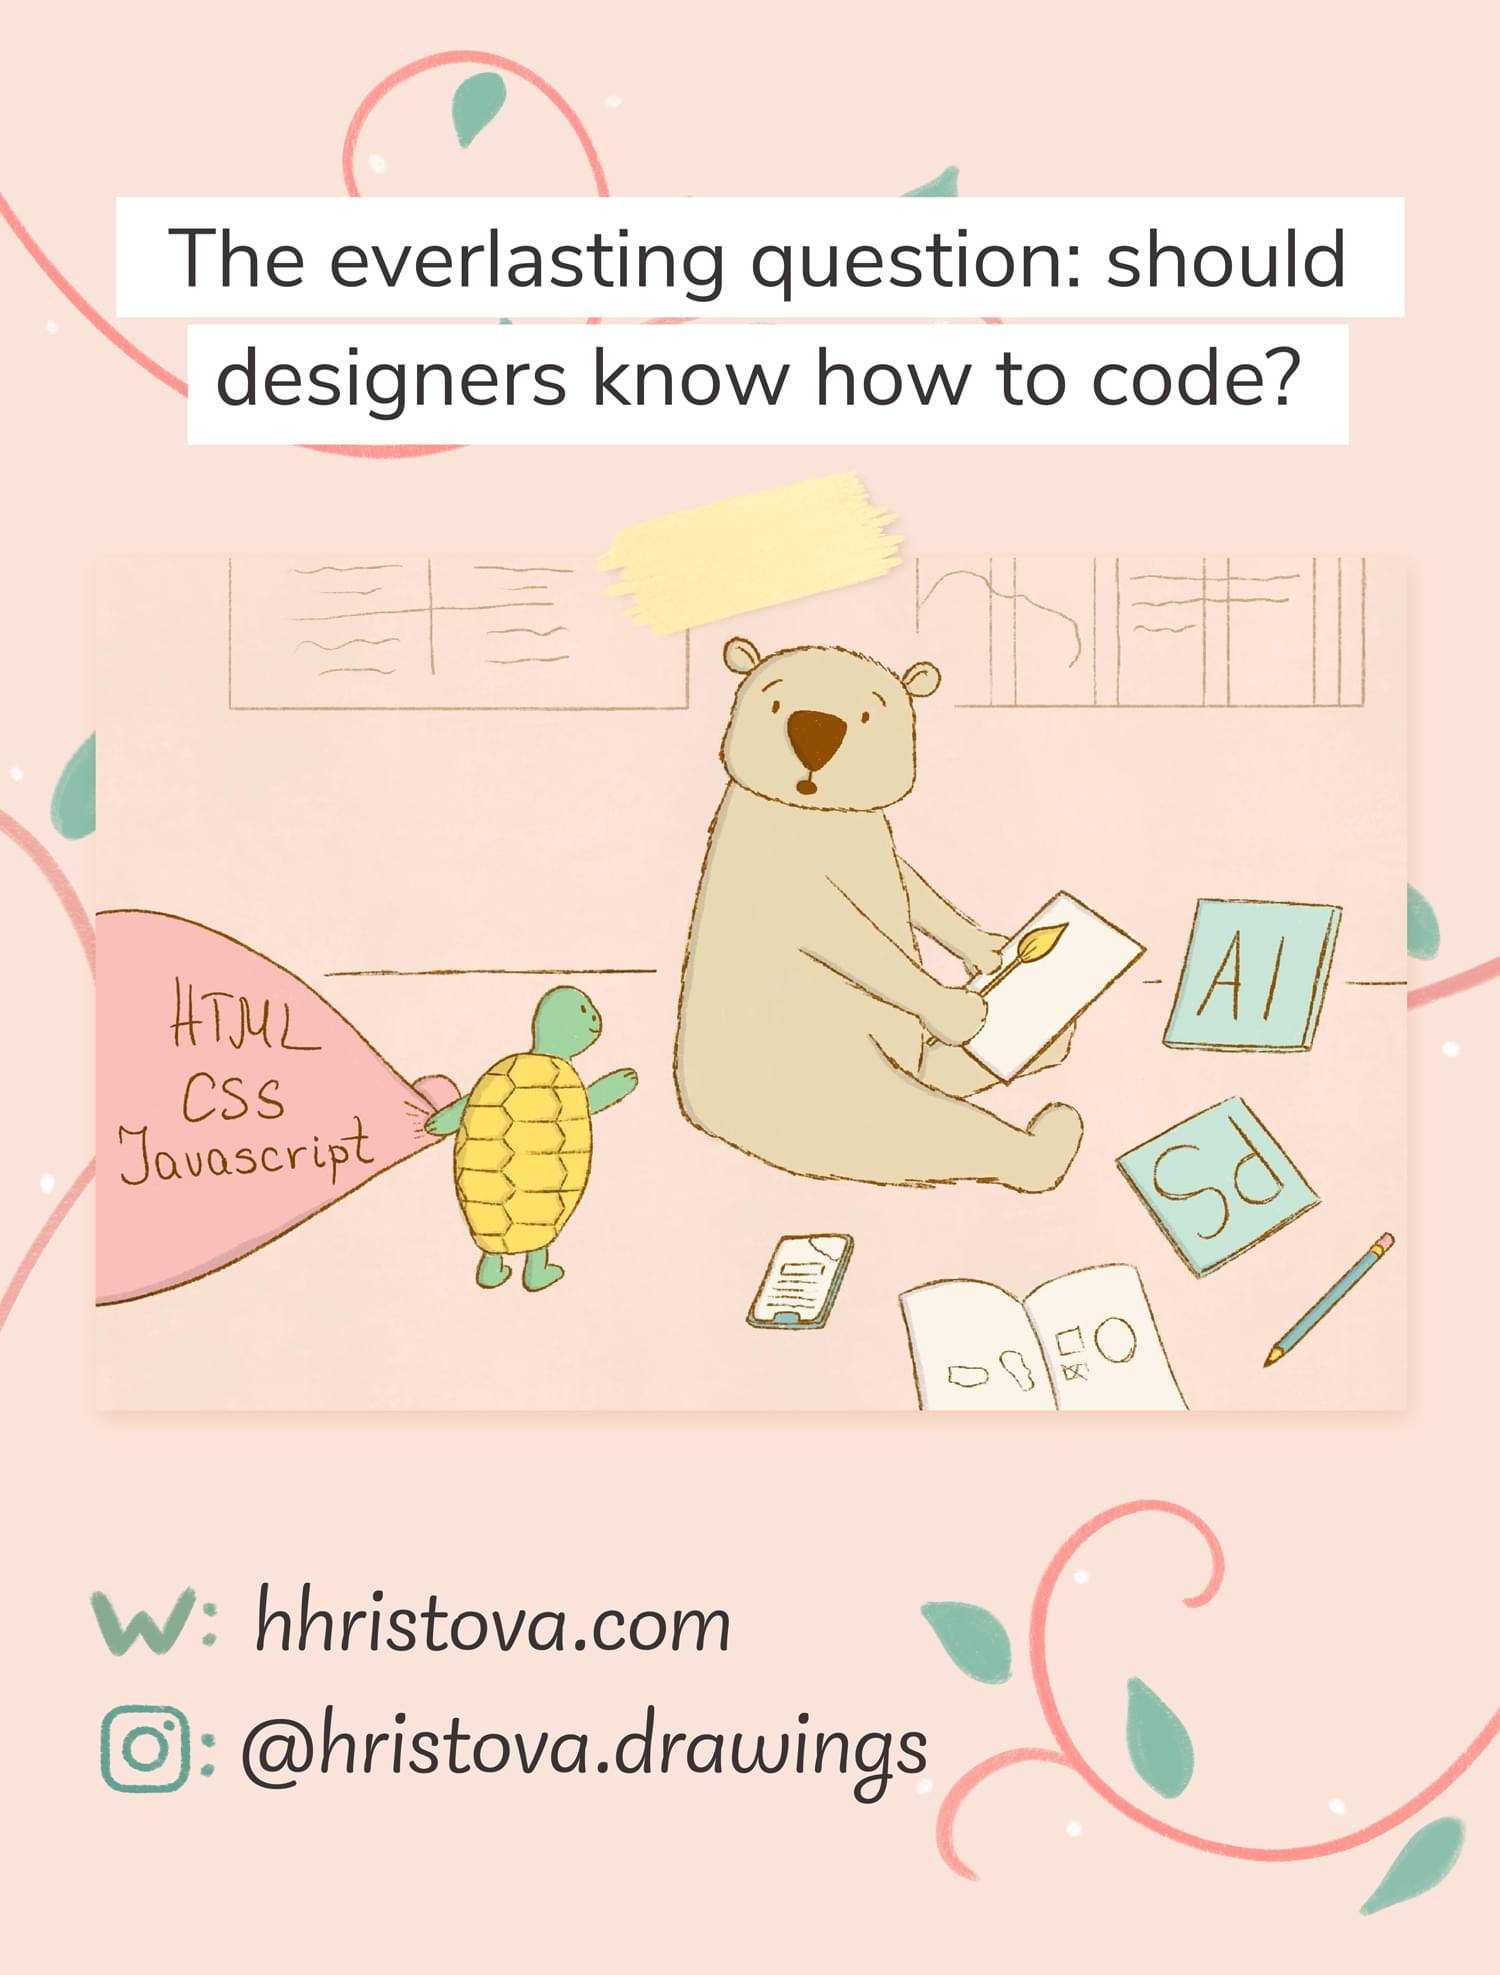 The everlasting question: should
designers know how to code?
HTML
CSS
Javascript
AI
Sd
W: hhristova.com
: @hristova.drawings